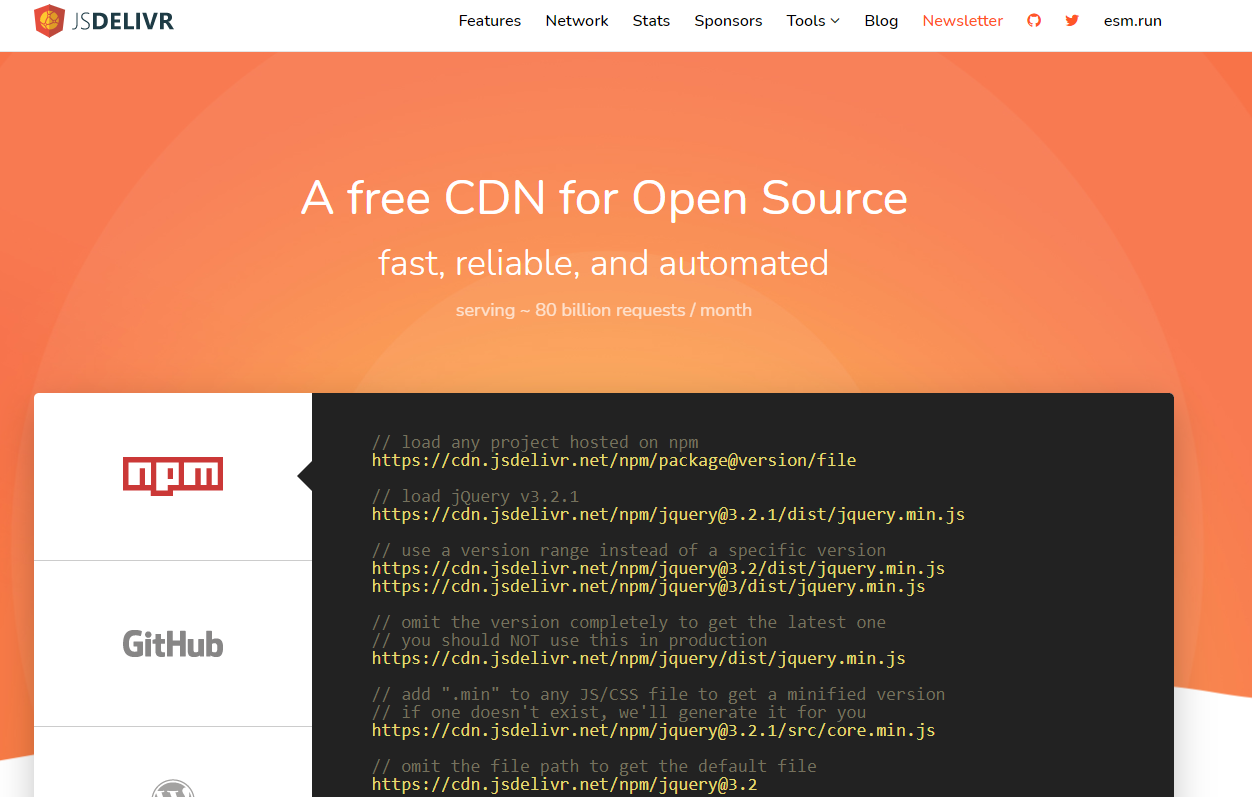 JSDELIVR
Features Network Stats Sponsors Tools Blog Newsletter esm.run
A free CDN for Open Source
fast, reliable, and automated
serving ~ 80 billion requests / month
npm
GitHub
W
// load any project hosted on npm
https://cdn.jsdelivr.net/npm/package@version/file
// load jQuery v3.2.1
https://cdn.jsdelivr.net/npm/jquery@3.2.1/dist/jquery.min.js
// use a version range instead of a specific version
https://cdn.jsdelivr.net/npm/jquery@3.2/dist/jquery.min.js
https://cdn.jsdelivr.net/npm/jquery@3/dist/jquery.min.js
// omit the version completely to get the latest one
// you should NOT use this in production
https://cdn.jsdelivr.net/npm/jquery/dist/jquery.min.js
// add ".min" to any JS/CSS file to get a minified version
// if one doesn't exist, we'll generate it for you
https://cdn.jsdelivr.net/npm/jquery@3.2.1/src/core.min.js
// omit the file path to get the default file
https://cdn.jsdelivr.net/npm/jquery@3.2